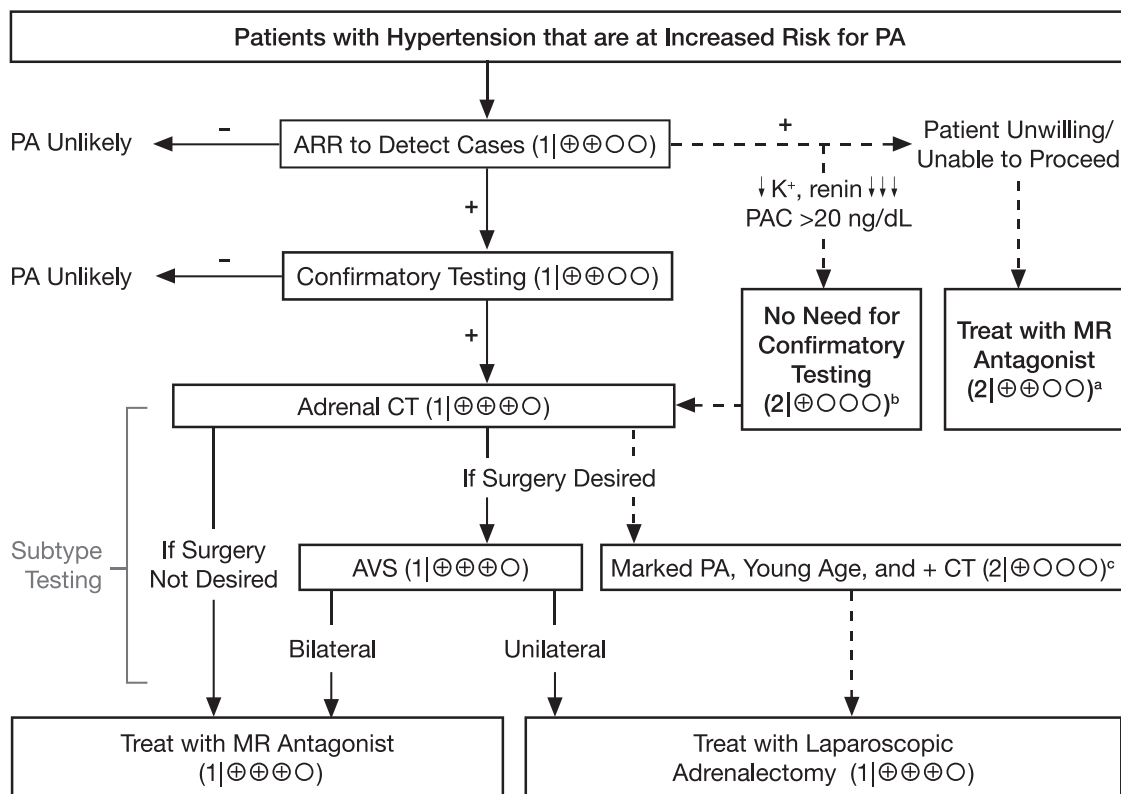 Patients with Hypertension that are at Increased Risk for PA
PA Unlikely
–
ARR to Detect Cases (1|⊕⊕○○)
+
Patient Unwilling/
Unable to Proceed
↓ K⁺, renin ↓↓↓
PAC >20 ng/dL
+
PA Unlikely
–
Confirmatory Testing (1|⊕⊕○○)
+
No Need for
Confirmatory
Testing
(2|⊕○○○)ᵇ
Treat with MR
Antagonist
(2|⊕⊕○○)ᵃ
Adrenal CT (1|⊕⊕⊕○)
If Surgery Desired
Subtype
Testing
If Surgery
Not Desired
AVS (1|⊕⊕⊕○)
Marked PA, Young Age, and + CT (2|⊕○○○)ᶜ
Bilateral
Unilateral
Treat with MR Antagonist
(1|⊕⊕⊕○)
Treat with Laparoscopic
Adrenalectomy (1|⊕⊕⊕○)